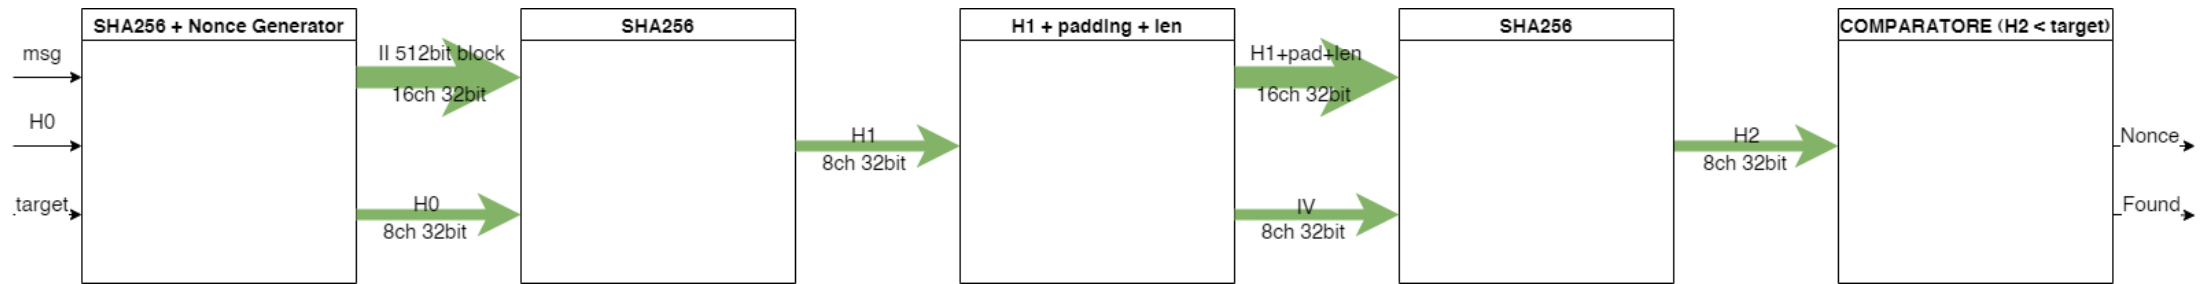 SHA256 + Nonce Generator
msg
H0
target
II 512bit block
16ch 32bit
H0
8ch 32bit
SHA256
H1
8ch 32bit
H1 + padding + len
H1+pad+len
16ch 32bit
IV
8ch 32bit
SHA256
H2
8ch 32bit
COMPARATORE (H2 < target)
Nonce
Found